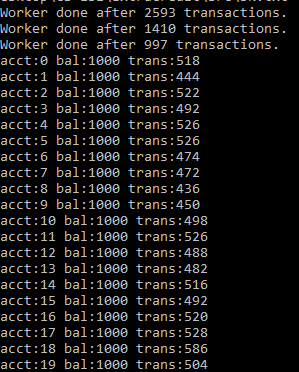 Worker done after 2593 transactions.
Worker done after 1410 transactions.
Worker done after 997 transactions.
acct:0 bal:1000 trans:518
acct:1 bal:1000 trans:444
acct:2 bal:1000 trans:522
acct:3 bal:1000 trans:492
acct:4 bal:1000 trans:526
acct:5 bal:1000 trans:526
acct:6 bal:1000 trans:474
acct:7 bal:1000 trans:472
acct:8 bal:1000 trans:436
acct:9 bal:1000 trans:450
acct:10 bal:1000 trans:498
acct:11 bal:1000 trans:526
acct:12 bal:1000 trans:488
acct:13 bal:1000 trans:482
acct:14 bal:1000 trans:516
acct:15 bal:1000 trans:492
acct:16 bal:1000 trans:520
acct:17 bal:1000 trans:528
acct:18 bal:1000 trans:586
acct:19 bal:1000 trans:504